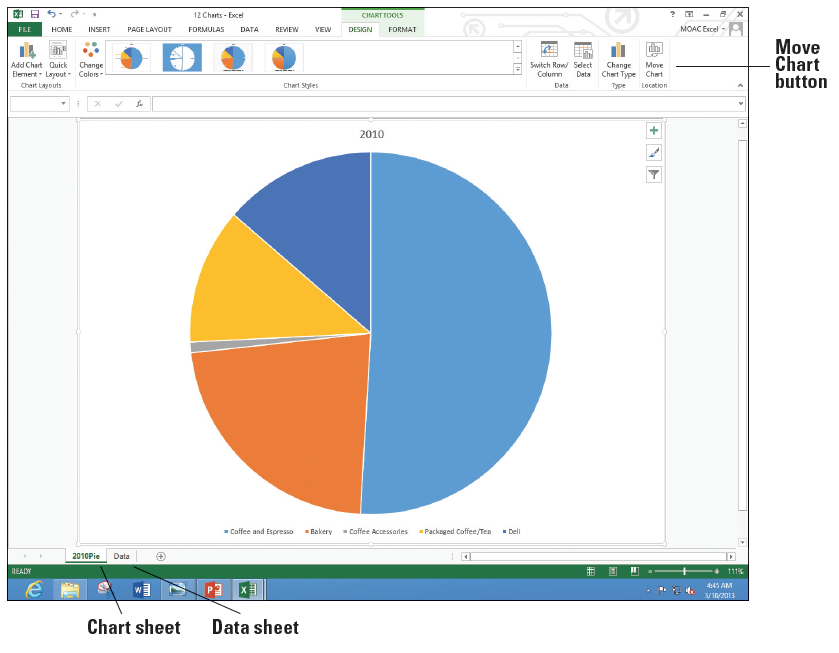 12 Charts - Excel
CHART TOOLS
?
FILE HOME INSERT PAGE LAYOUT FORMULAS DATA REVIEW VIEW DESIGN FORMAT
MOAC Excel
Add Chart Element
Quick Layout
Change Colors
Switch Row/ Column
Select Data
Change Chart Type
Move Chart
Chart Layouts
Chart Styles
Data
Type
Location
Move
Chart
button
fx
2010
Coffee and Espresso Bakery Coffee Accessories Packaged Coffee/Tea Deli
2010Pie Data
READY
111%
4:45 AM
3/18/2013
Chart sheet Data sheet